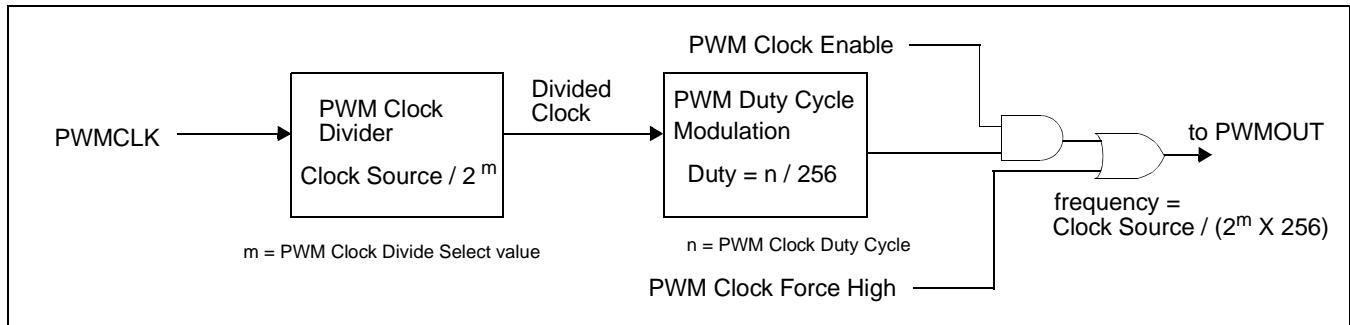 PWM Clock Enable
PWMCLK
PWM Clock
Divider
Clock Source / 2 m
m = PWM Clock Divide Select value
Divided
Clock
PWM Duty Cycle
Modulation
Duty = n / 256
n = PWM Clock Duty Cycle
PWM Clock Force High
to PWMOUT
frequency =
Clock Source / (2m X 256)